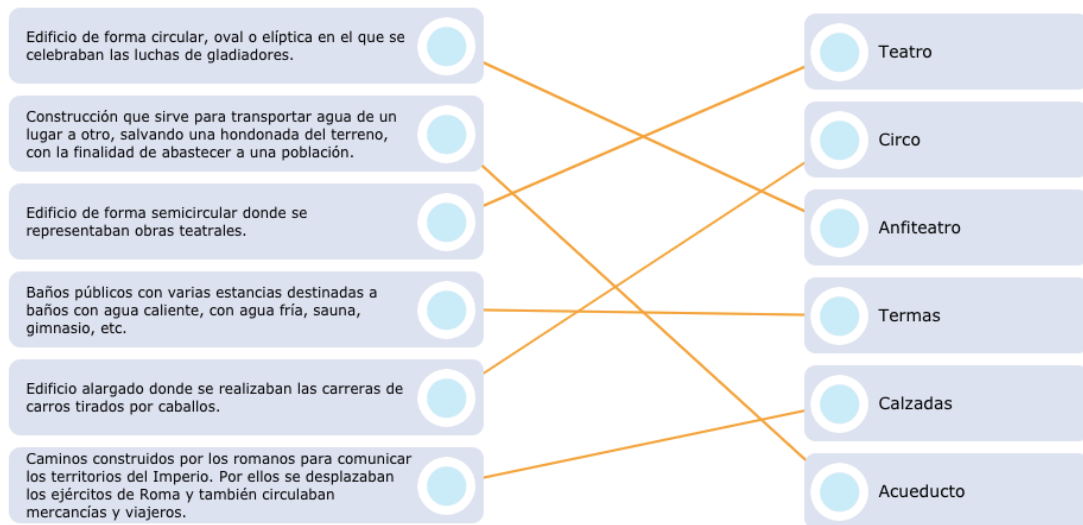 Edificio de forma circular, oval o elíptica en el que se
celebraban las luchas de gladiadores.
Construcción que sirve para transportar agua de un
lugar a otro, salvando una hondonada del terreno,
con la finalidad de abastecer a una población.
Edificio de forma semicircular donde se
representaban obras teatrales.
Baños públicos con varias estancias destinadas a
baños con agua caliente, con agua fría, sauna,
gimnasio, etc.
Edificio alargado donde se realizaban las carreras de
carros tirados por caballos.
Caminos construidos por los romanos para comunicar
los territorios del Imperio. Por ellos se desplazaban
los ejércitos de Roma y también circulaban
mercancías y viajeros.
Teatro
Circo
Anfiteatro
Termas
Calzadas
Acueducto